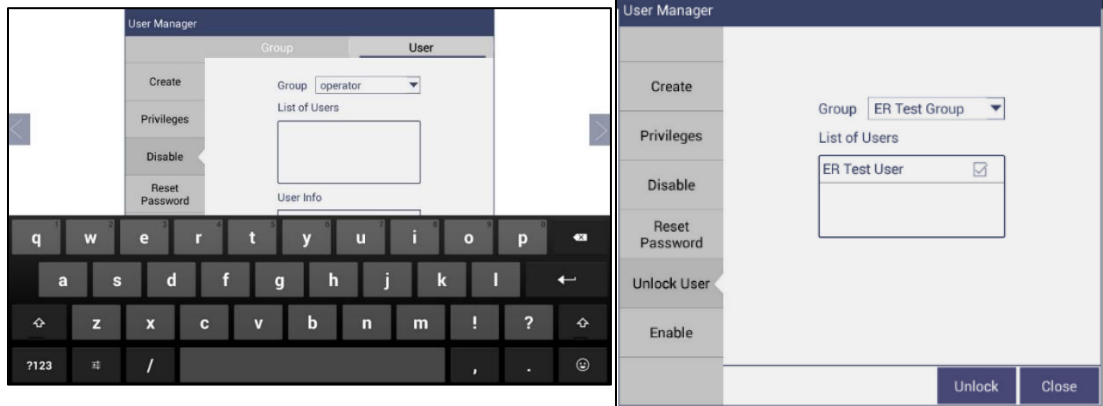 User Manager
Group User
Create
Group operator
List of Users
Privileges
Disable
Reset
Password
User Info
q w e r t y u i o p
a s d f g h j k l
z x c v b n m ! ?
?123 / , .
User Manager
Create
Group ER Test Group
Privileges
List of Users
ER Test User
Disable
Reset
Password
Unlock User
Enable
Unlock Close